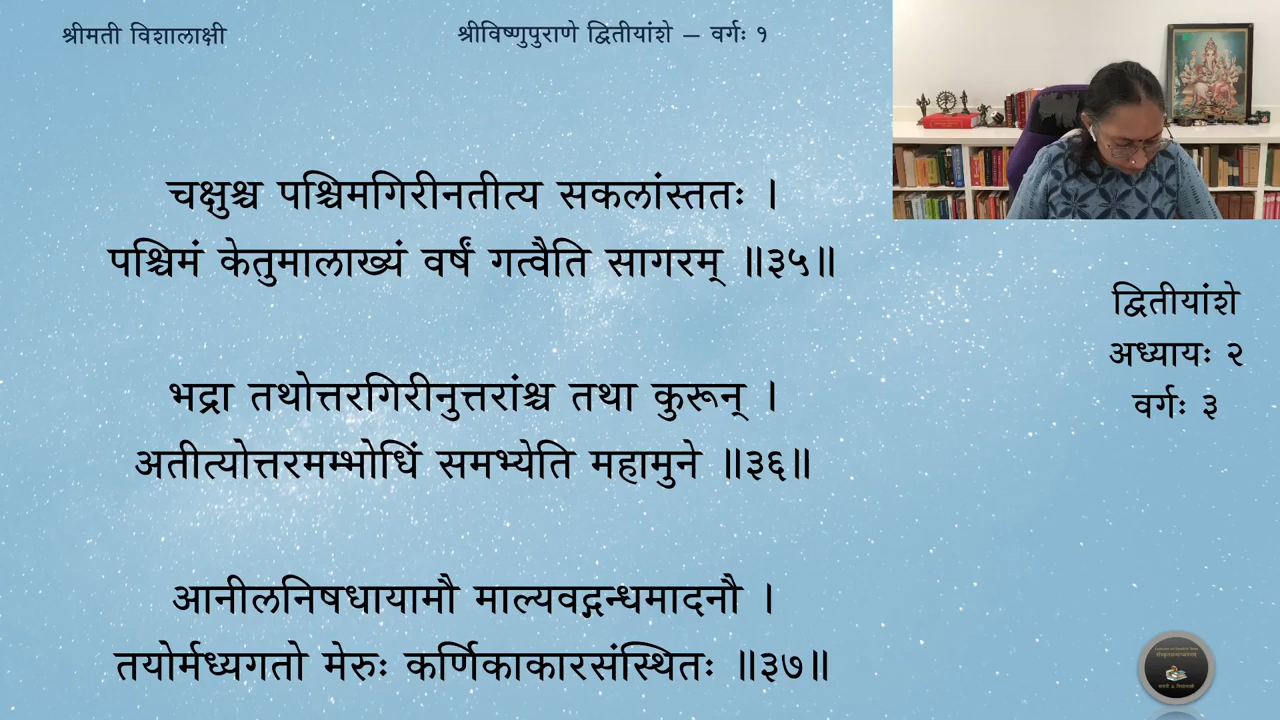 श्रीमती विशालाक्षी
श्रीविष्णुपुराणे द्वितीयांशे – वर्गः १
चक्षुश्च पश्चिमगिरीनतीत्य सकलांस्ततः ।
पश्चिमं केतुमालाख्यं वर्षं गत्वैति सागरम् ॥३५॥
भद्रा तथोत्तरगिरीनुत्तरांश्च तथा कुरून् ।
अतीत्योत्तरमम्भोधिं समभ्येति महामुने ॥३६॥
आनीलनिषधायामौ माल्यवद्गन्धमादनौ ।
तयोर्मध्यगतो मेरुः कर्णिकाकारसंस्थितः ॥३७॥
द्वितीयांशे
अध्यायः २
वर्गः ३